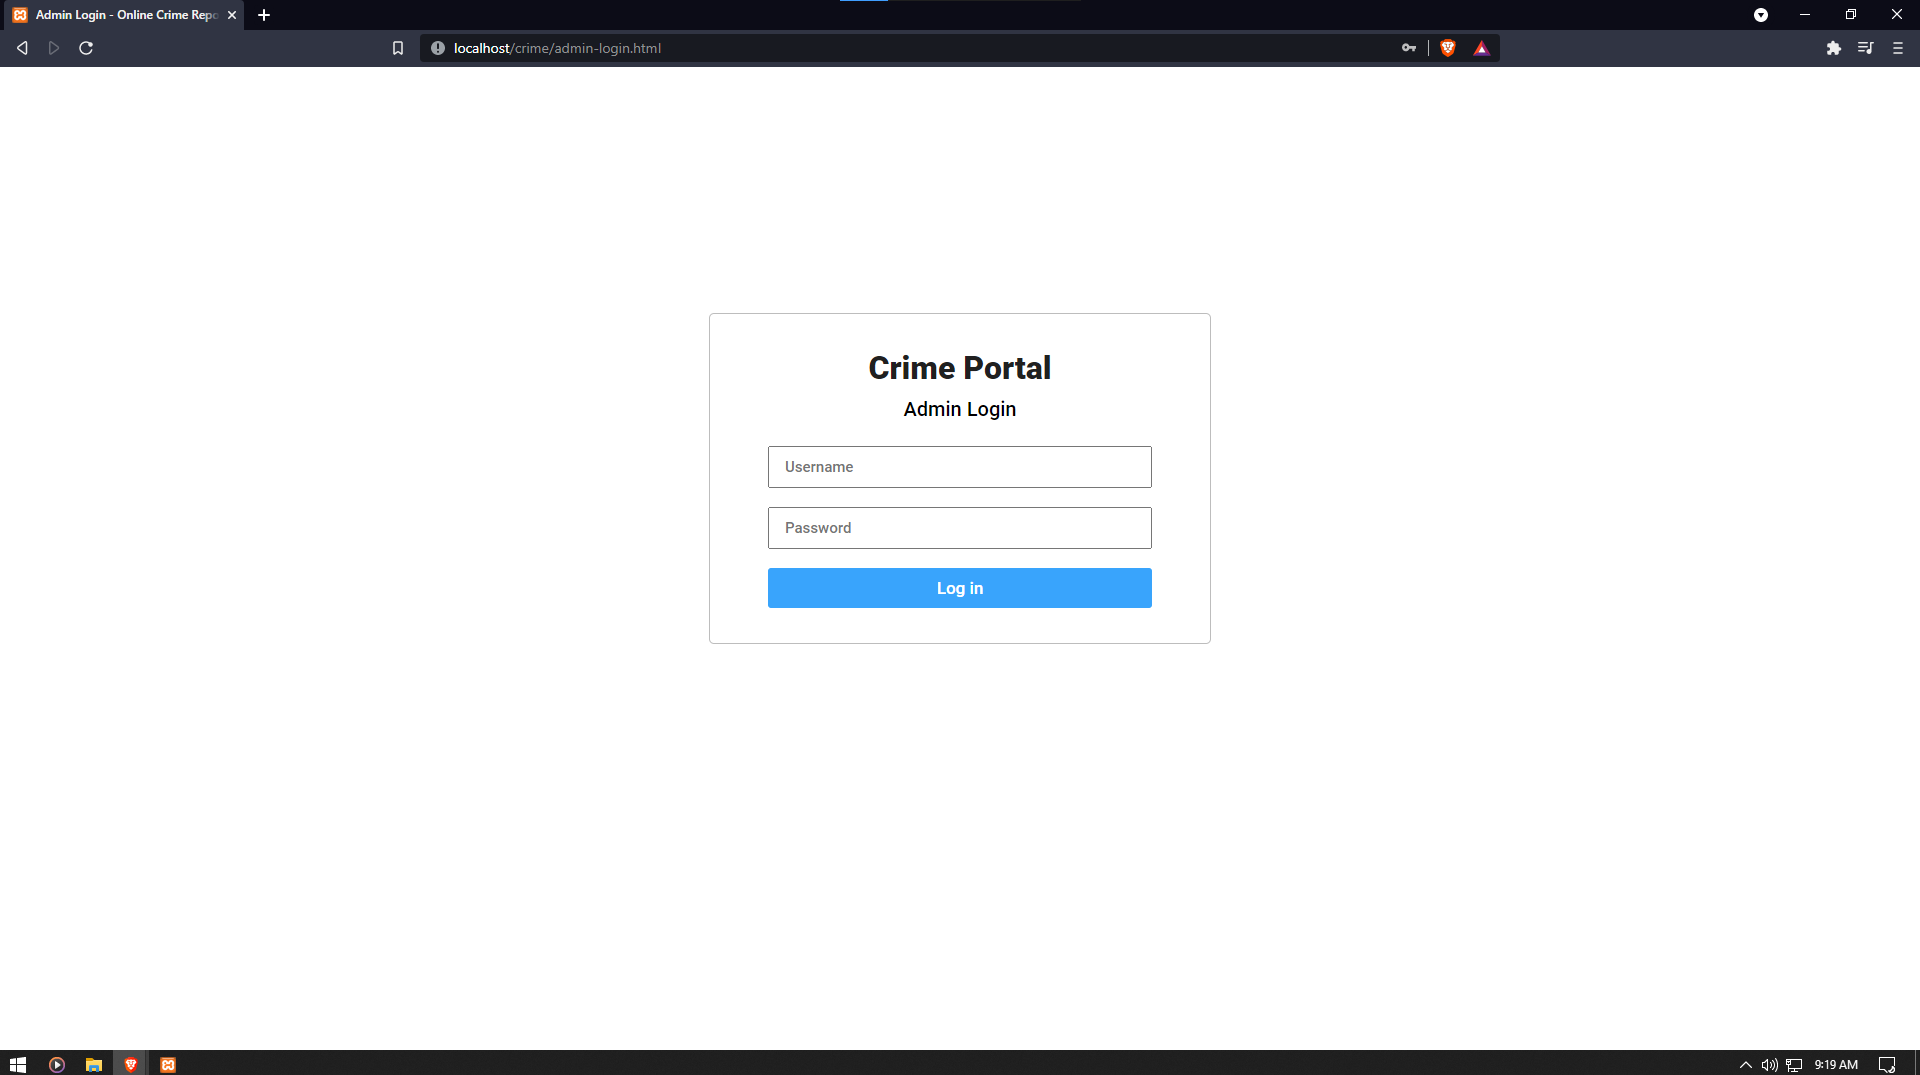 Admin Login - Online Crime Repo
localhost/crime/admin-login.html
Crime Portal
Admin Login
Username
Password
Log in
9:19 AM